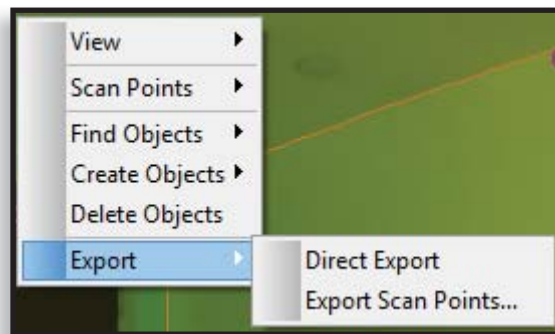 View
Scan Points
Find Objects
Create Objects
Delete Objects
Export
Direct Export
Export Scan Points...